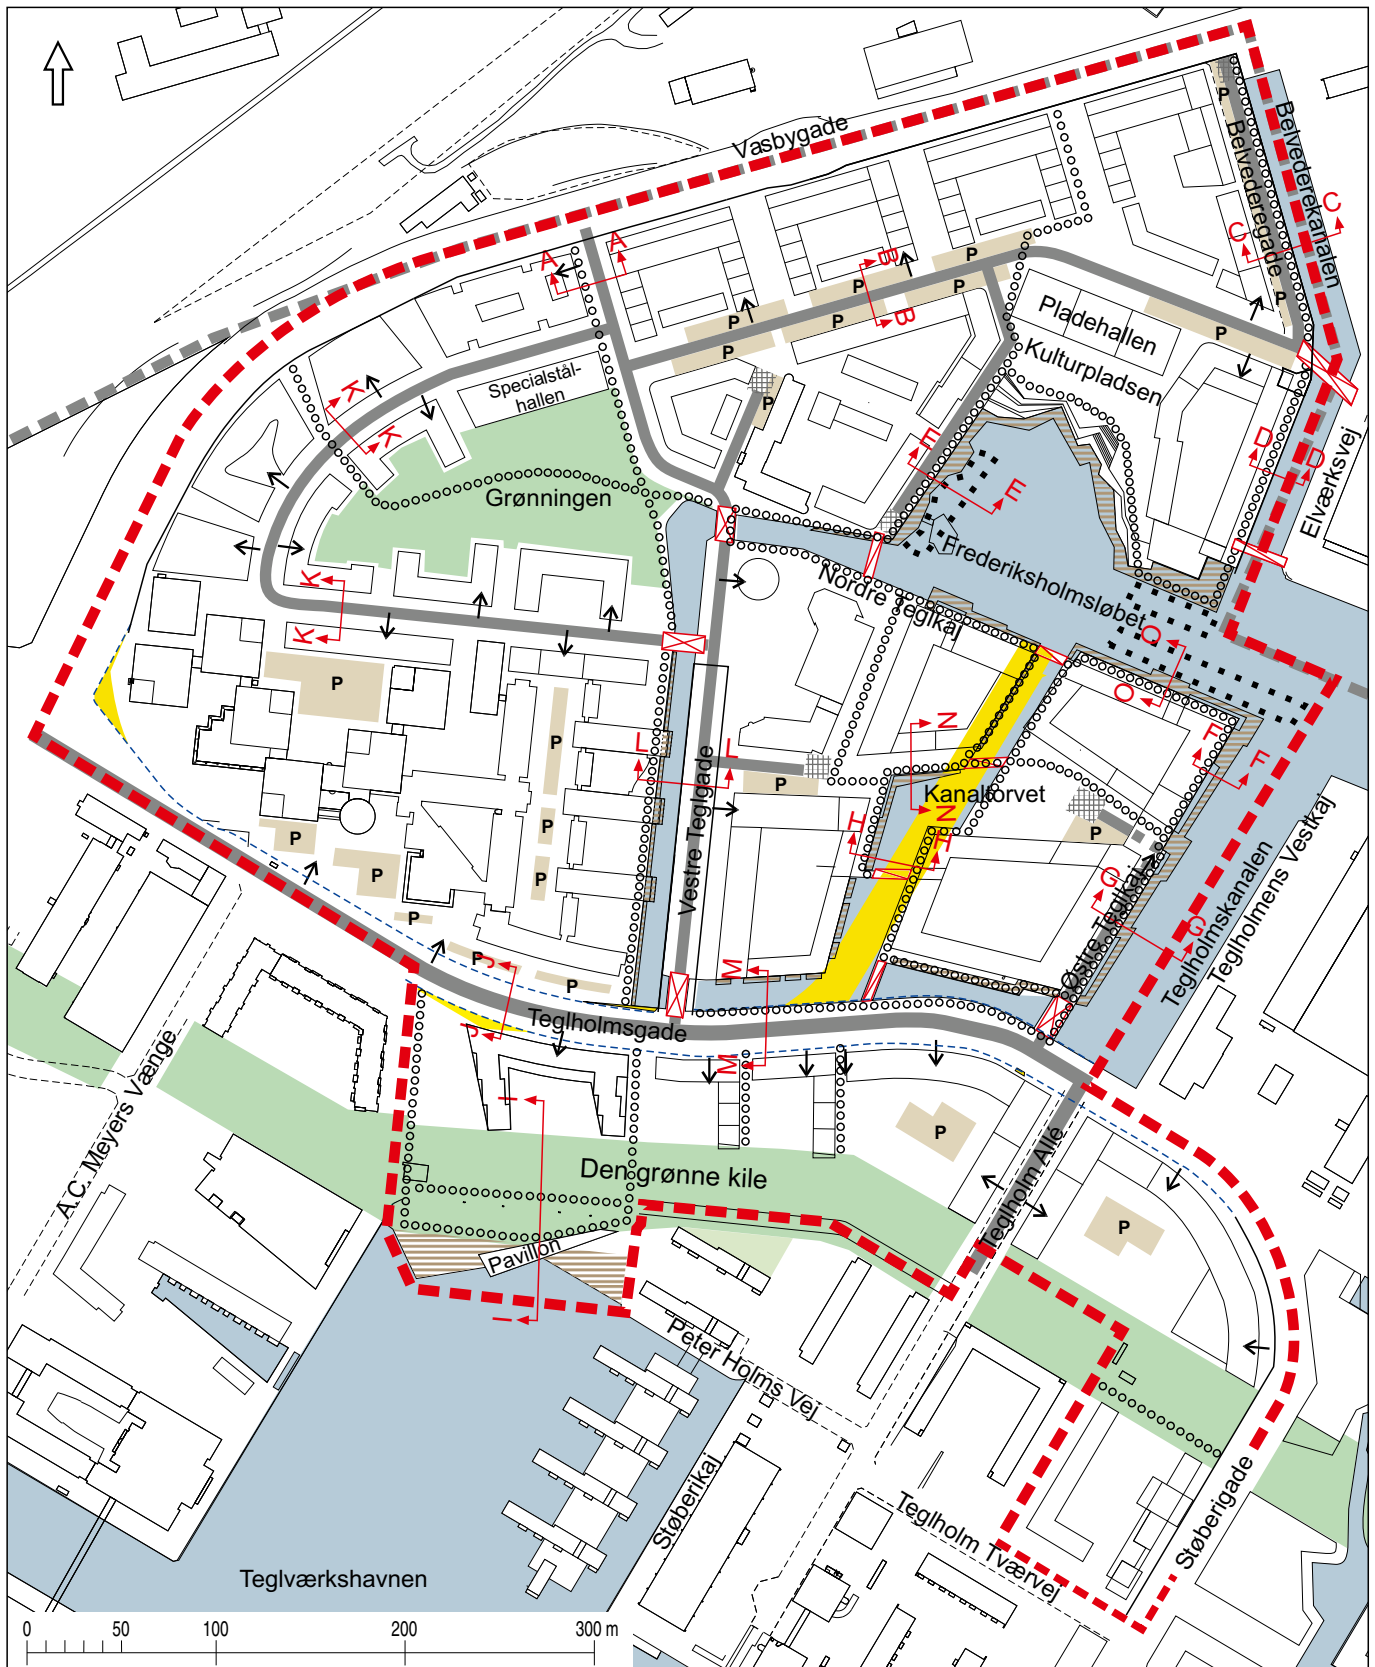 Vasbygade
P
Belvederegade
Belvederekanalen
C
C
A
A
B
B
P
P
P
P
P
P
P
P
Pladehallen
Kulturpladsen
Specialstål-
hallen
P
K
K
E
E
D
D
Elværksvej
Grønningen
Frederiksholmsløbet
Nordre Teglkaj
K
K
O
O
P
N
N
F
F
L
L
P
Vestre Teglgade
P
Kanaltorvet
P
H
H
P
P
P
P
P
Østre Teglkaj
G
G
Teglholmskanalen
Teglholmens Vestkaj
P
J
J
P
M
M
Teglholmsgade
A.C. Meyers Vænge
I
I
P
Den grønne kile
Teglholm Allé
P
Pavillon
Peter Holms Vej
Støberikaj
Teglholm Tværvej
Støberigade
Teglværkshavnen
0 50 100 200 300 m